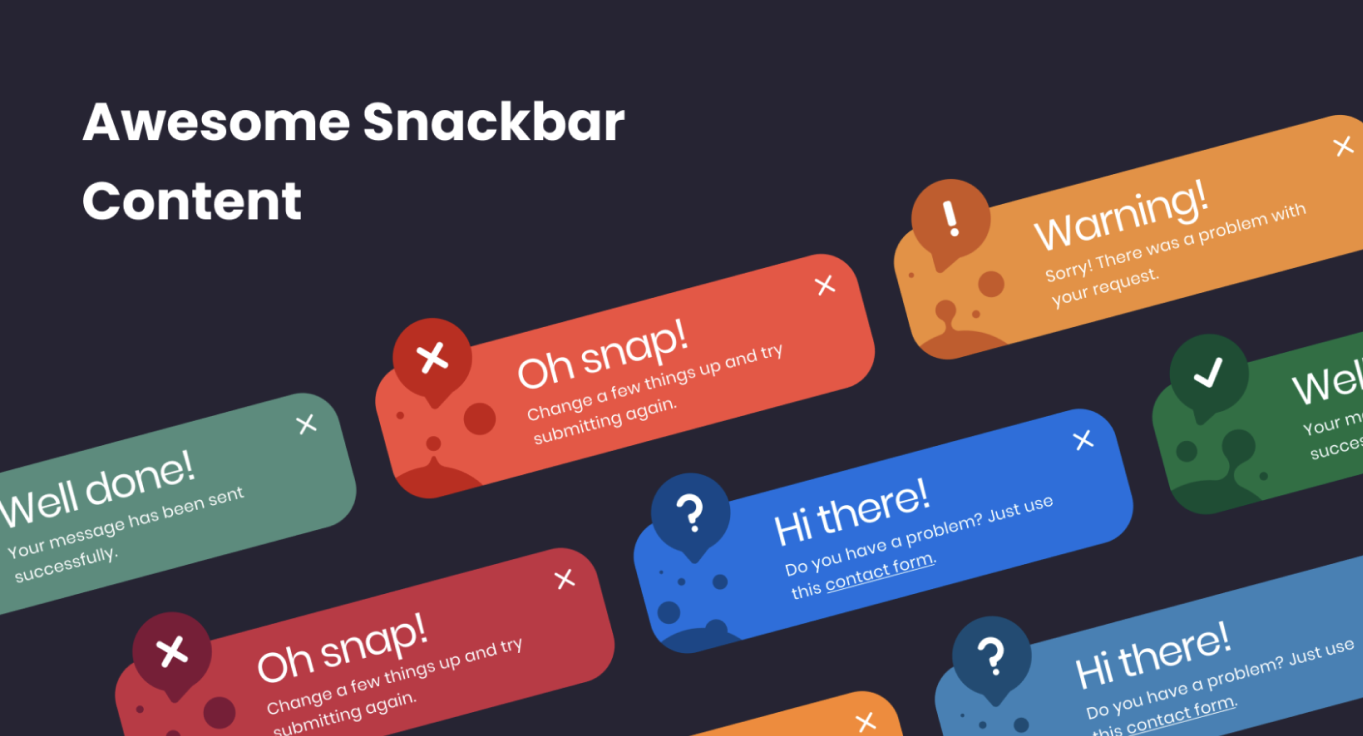 Awesome Snackbar
Content
Warning!
Sorry! There was a problem with
your request.
Oh snap!
Change a few things up and try
submitting again.
Well done!
Your message has been sent
successfully.
Hi there!
Do you have a problem? Just use
this contact form.
Oh snap!
Change a few things up and try
submitting again.
Hi there!
Do you have a problem? Just use
this contact form.